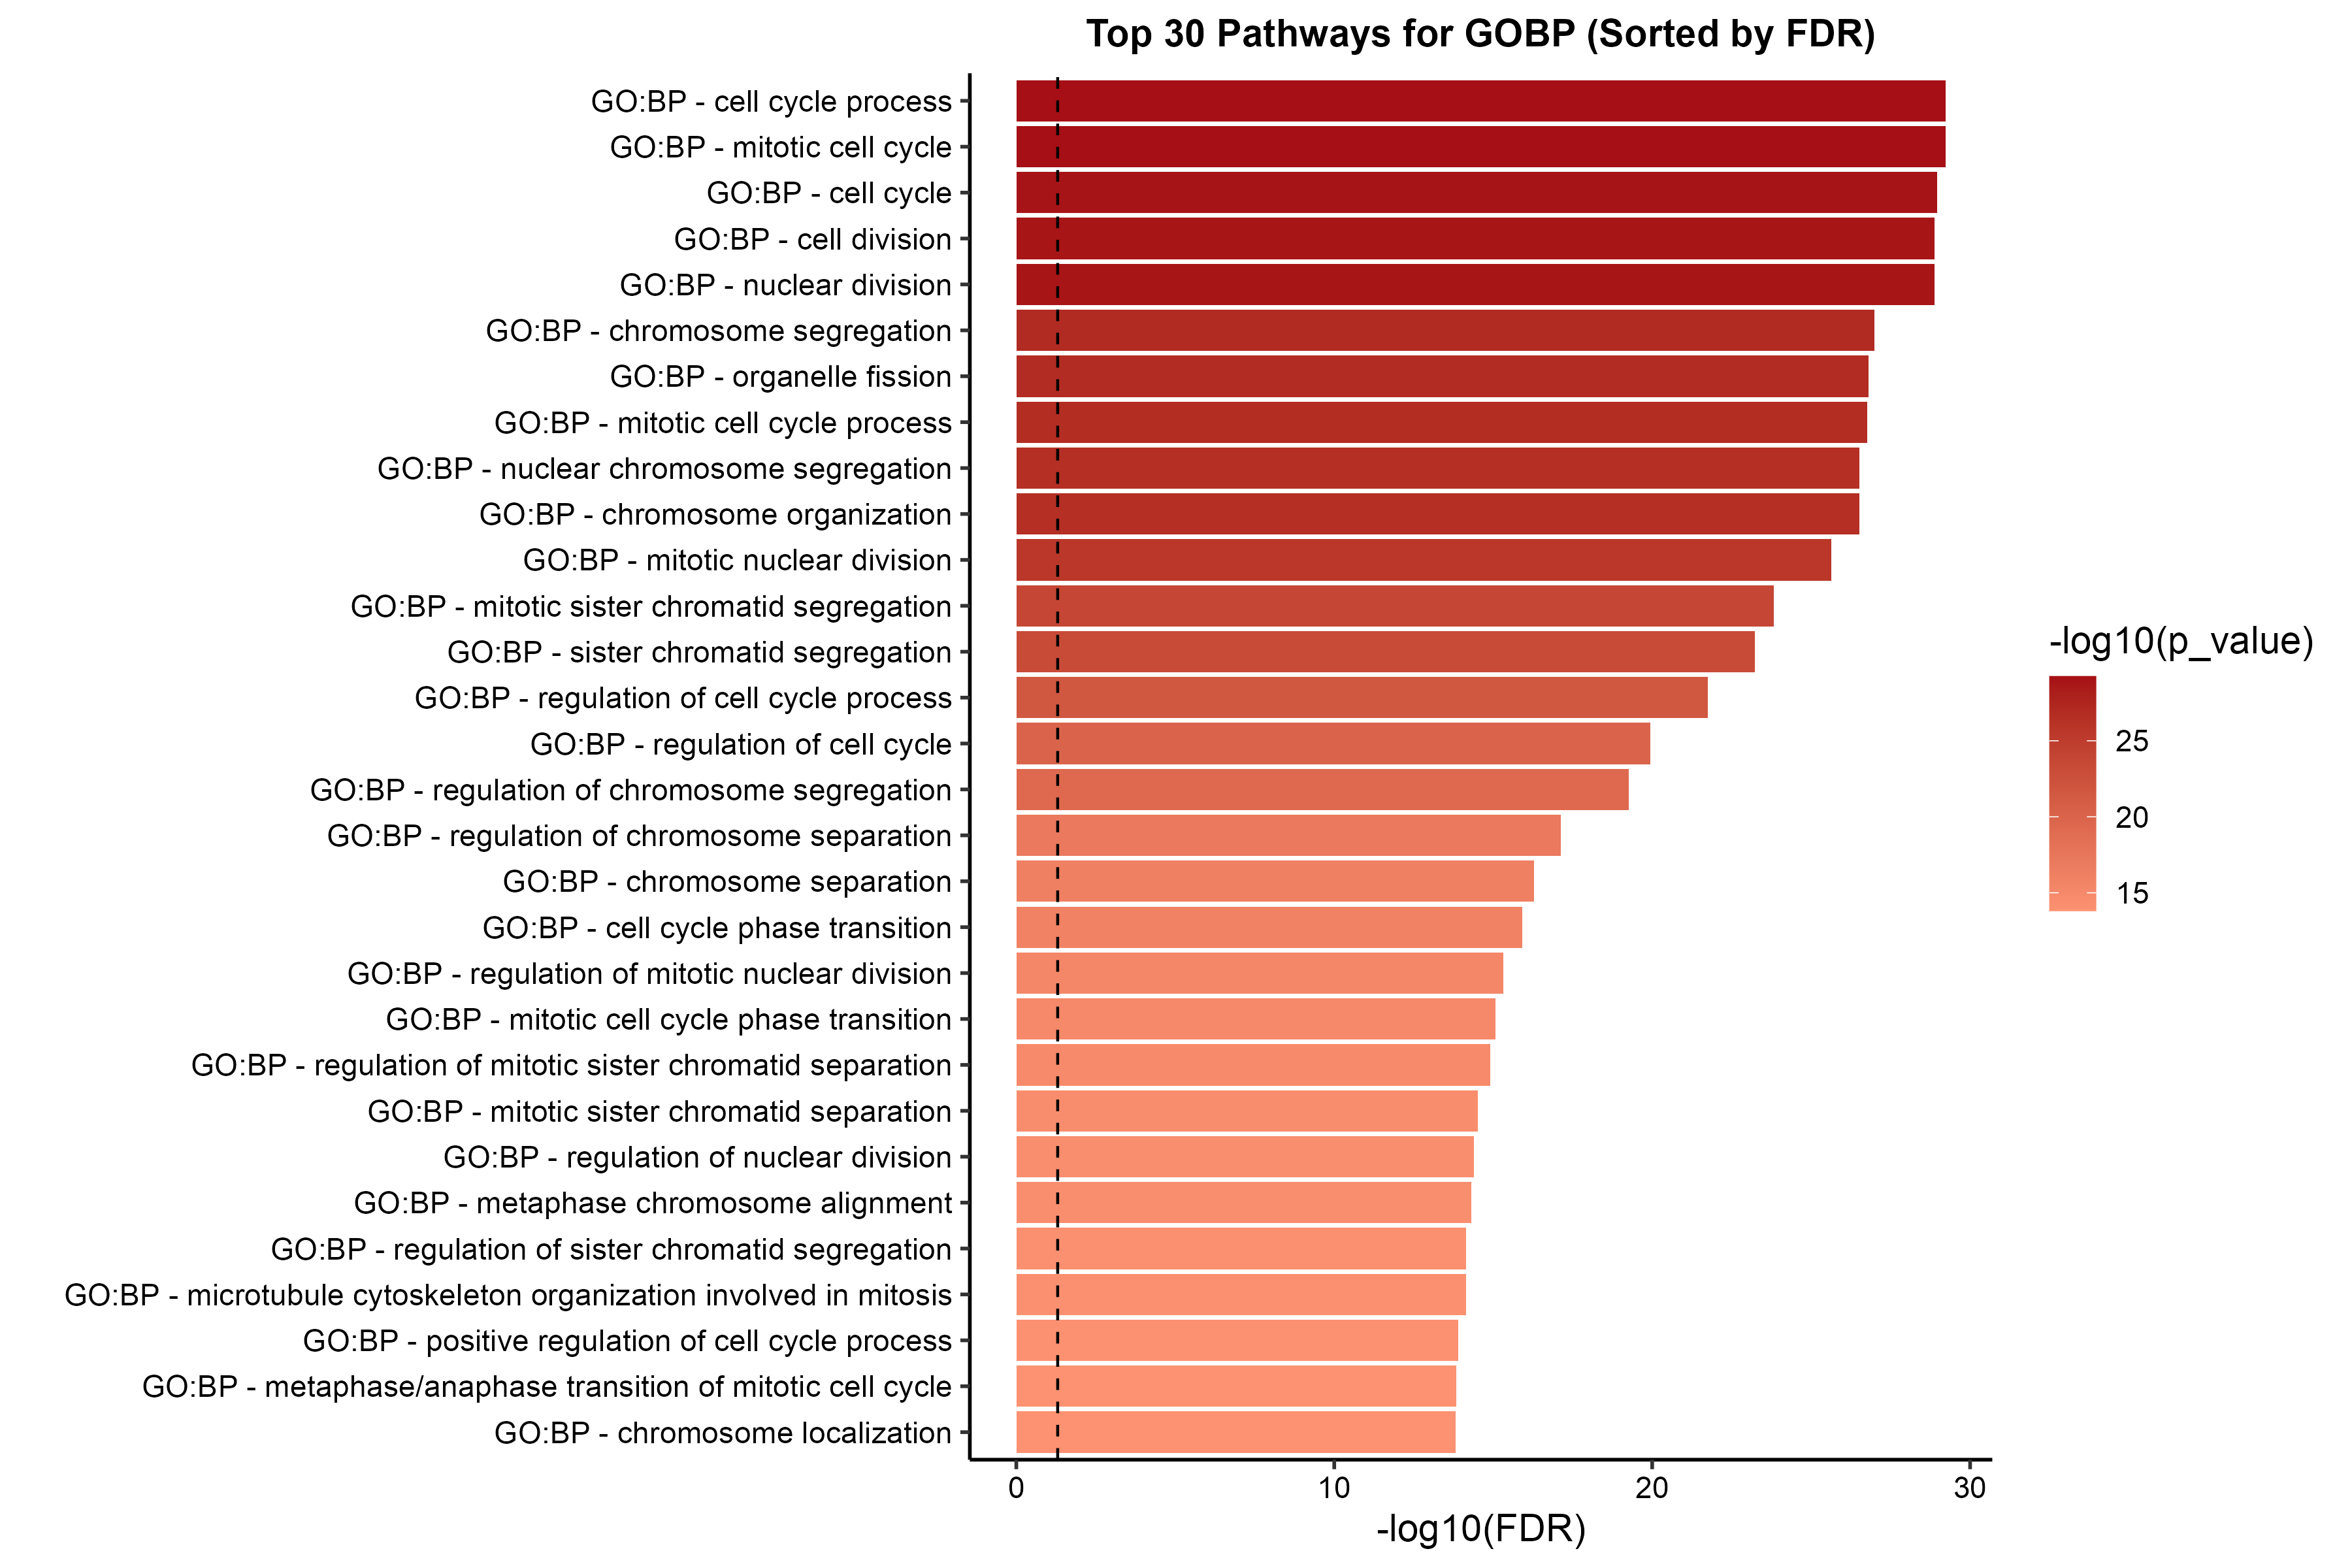 Top 30 Pathways for GOBP (Sorted by FDR)
GO:BP - cell cycle process
GO:BP - mitotic cell cycle
GO:BP - cell cycle
GO:BP - cell division
GO:BP - nuclear division
GO:BP - chromosome segregation
GO:BP - organelle fission
GO:BP - mitotic cell cycle process
GO:BP - nuclear chromosome segregation
GO:BP - chromosome organization
GO:BP - mitotic nuclear division
GO:BP - mitotic sister chromatid segregation
GO:BP - sister chromatid segregation
GO:BP - regulation of cell cycle process
GO:BP - regulation of cell cycle
GO:BP - regulation of chromosome segregation
GO:BP - regulation of chromosome separation
GO:BP - chromosome separation
GO:BP - cell cycle phase transition
GO:BP - regulation of mitotic nuclear division
GO:BP - mitotic cell cycle phase transition
GO:BP - regulation of mitotic sister chromatid separation
GO:BP - mitotic sister chromatid separation
GO:BP - regulation of nuclear division
GO:BP - metaphase chromosome alignment
GO:BP - regulation of sister chromatid segregation
GO:BP - microtubule cytoskeleton organization involved in mitosis
GO:BP - positive regulation of cell cycle process
GO:BP - metaphase/anaphase transition of mitotic cell cycle
GO:BP - chromosome localization
0 10 20 30
-log10(FDR)
-log10(p_value)
25
20
15